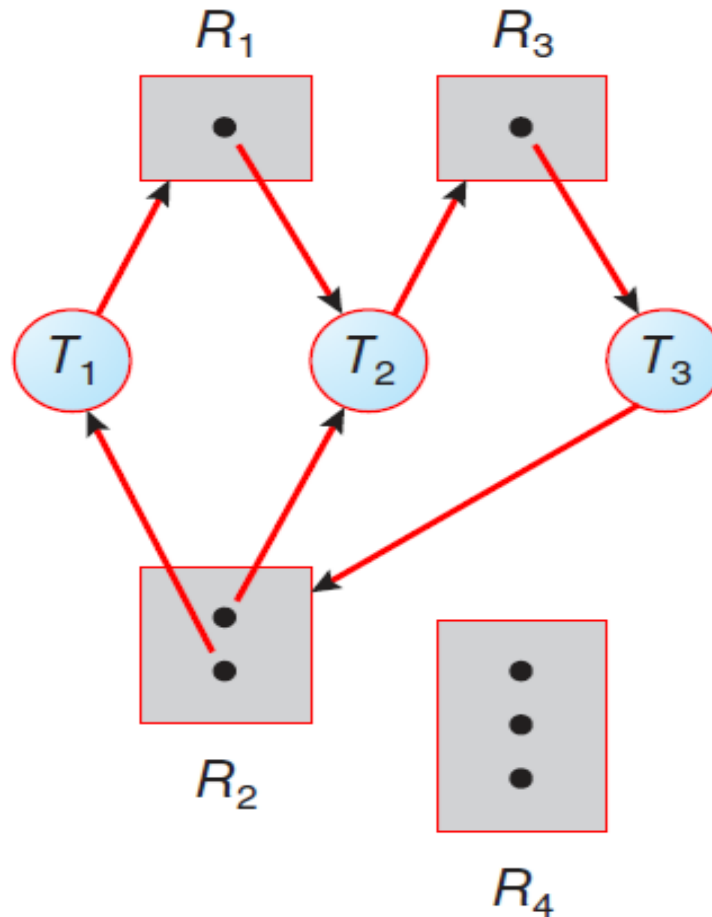 R₁ R₃
T₁ T₂ T₃
R₂
R₄